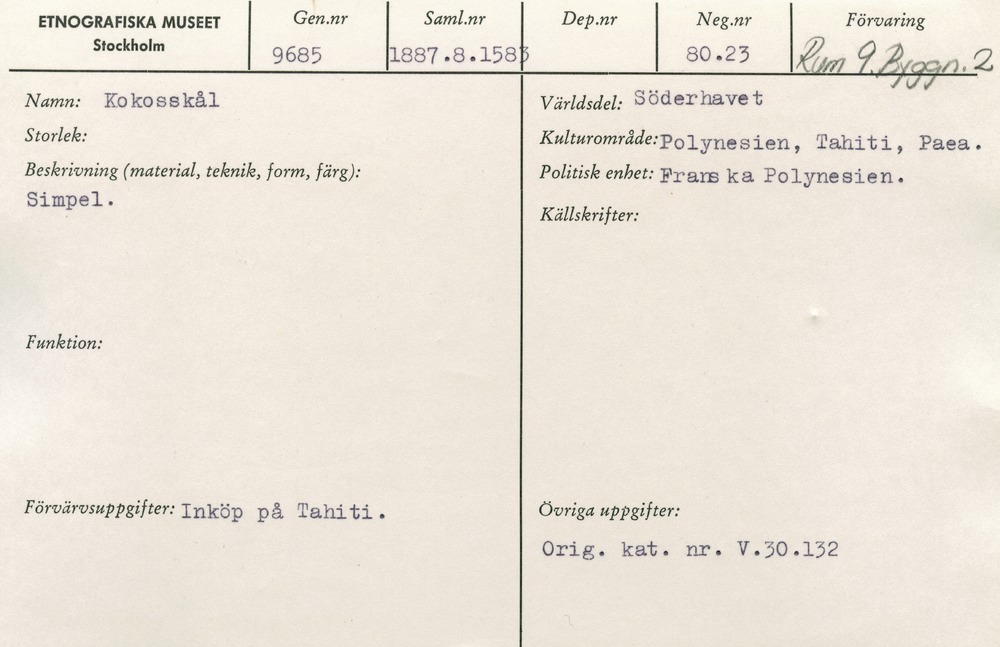 ETNOGRAFISKA MUSEET
Stockholm
Gen.nr
9685
Saml.nr
1887.8.1583
Dep.nr
Neg.nr
80.23
Förvaring
Rum 9. Byggn. 2
Namn: Kokosskål
Storlek:
Beskrivning (material, teknik, form, färg):
Simpel.
Funktion:
Förvärvsuppgifter: Inköp på Tahiti.
Världsdel: Söderhavet
Kulturområde: Polynesien, Tahiti, Paea.
Politisk enhet: Franska Polynesien.
Källskrifter:
Övriga uppgifter:
Orig. kat. nr. V.30.132